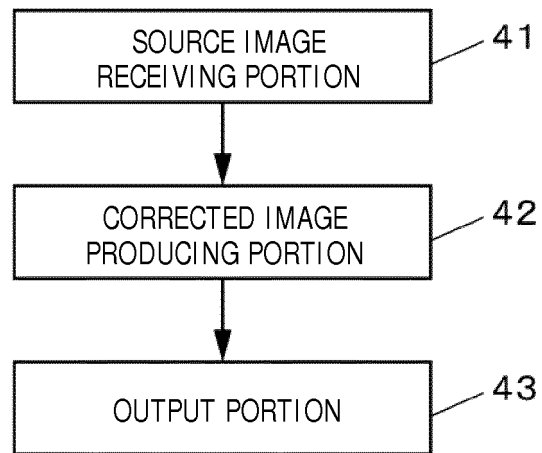 SOURCE IMAGE
RECEIVING PORTION
41
CORRECTED IMAGE
PRODUCING PORTION
42
OUTPUT PORTION
43